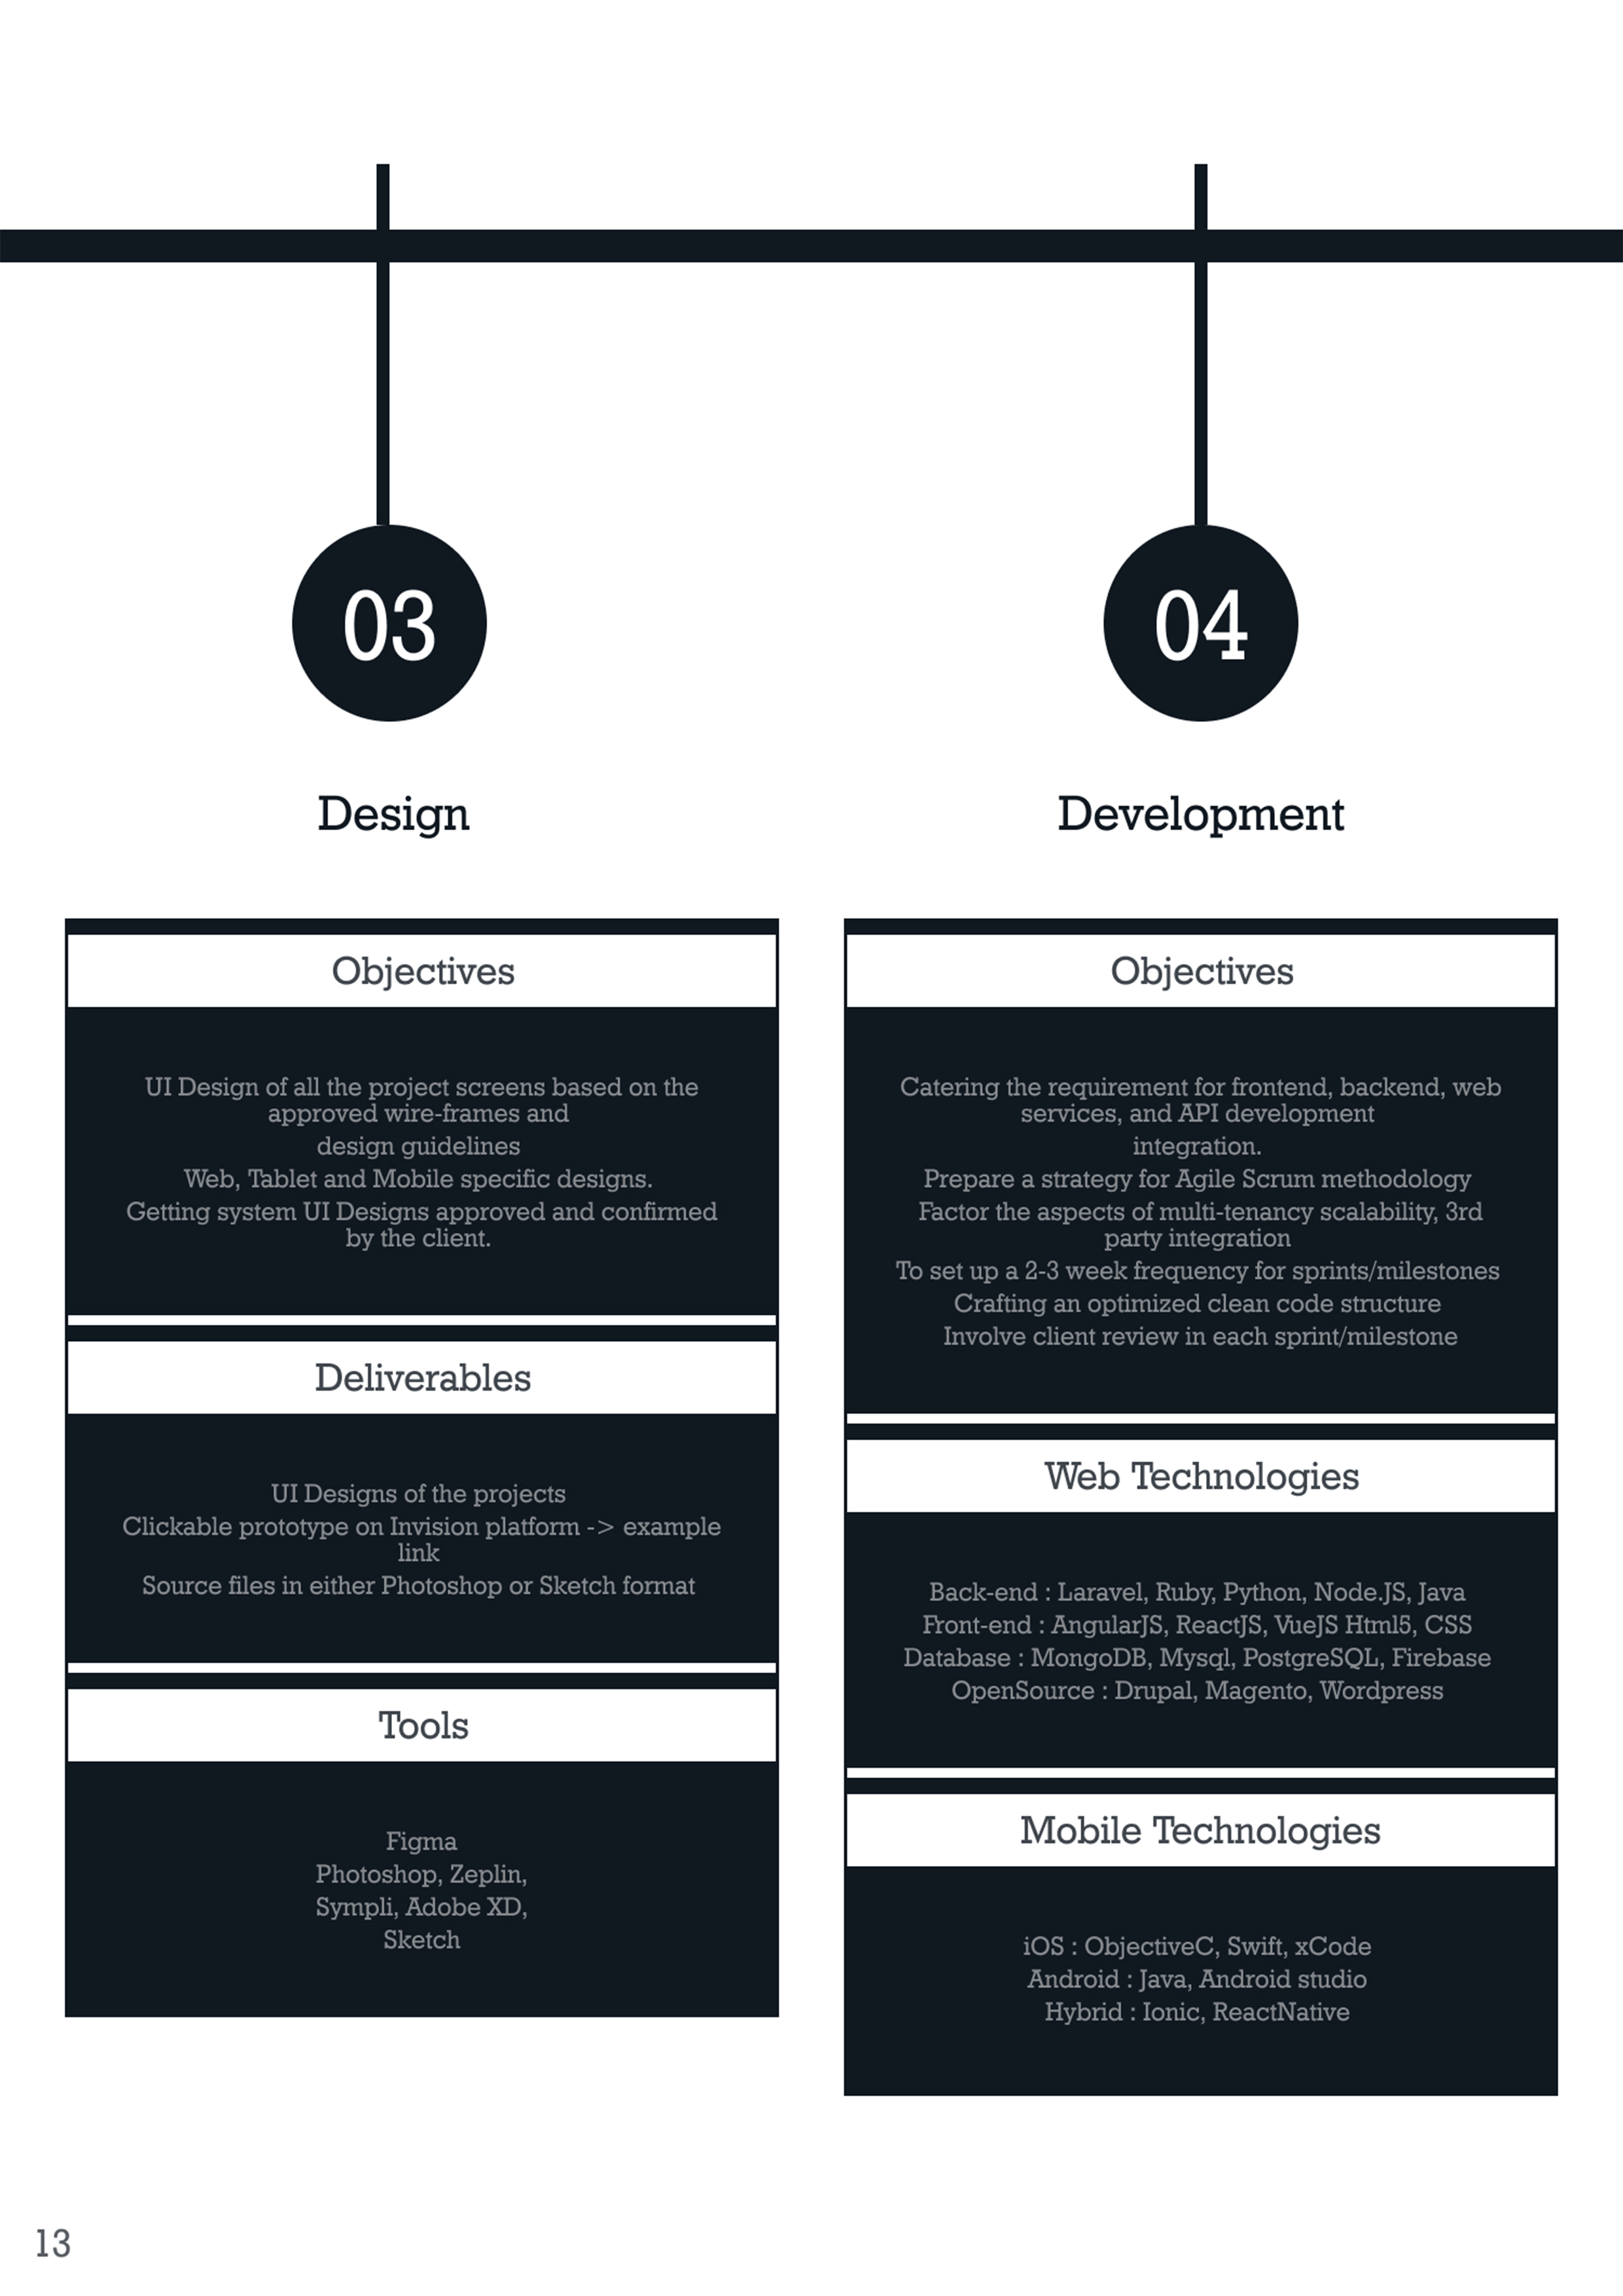 03
Design
Objectives
UI Design of all the project screens based on the
approved wire-frames and
design guidelines
Web, Tablet and Mobile specific designs.
Getting system UI Designs approved and confirmed
by the client.
Deliverables
UI Designs of the projects
Clickable prototype on Invision platform -> example
link
Source files in either Photoshop or Sketch format
Tools
Figma
Photoshop, Zeplin,
Sympli, Adobe XD,
Sketch
04
Development
Objectives
Catering the requirement for frontend, backend, web
services, and API development
integration.
Prepare a strategy for Agile Scrum methodology
Factor the aspects of multi-tenancy scalability, 3rd
party integration
To set up a 2-3 week frequency for sprints/milestones
Crafting an optimized clean code structure
Involve client review in each sprint/milestone
Web Technologies
Back-end : Laravel, Ruby, Python, Node.JS, Java
Front-end : AngularJS, ReactJS, VueJS Html5, CSS
Database : MongoDB, Mysql, PostgreSQL, Firebase
OpenSource : Drupal, Magento, Wordpress
Mobile Technologies
iOS : ObjectiveC, Swift, xCode
Android : Java, Android studio
Hybrid : Ionic, ReactNative
13